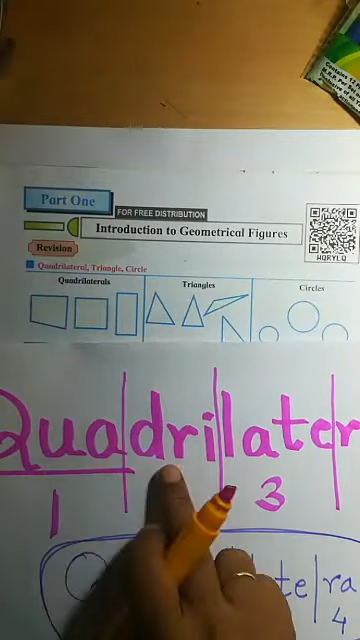 Part One
FOR FREE DISTRIBUTION
Introduction to Geometrical Figures
Revision
HQRYLQ
Quadrilateral, Triangle, Circle
Quadrilaterals
Triangles
Circles
Quadrilater
1
3
te ra
4